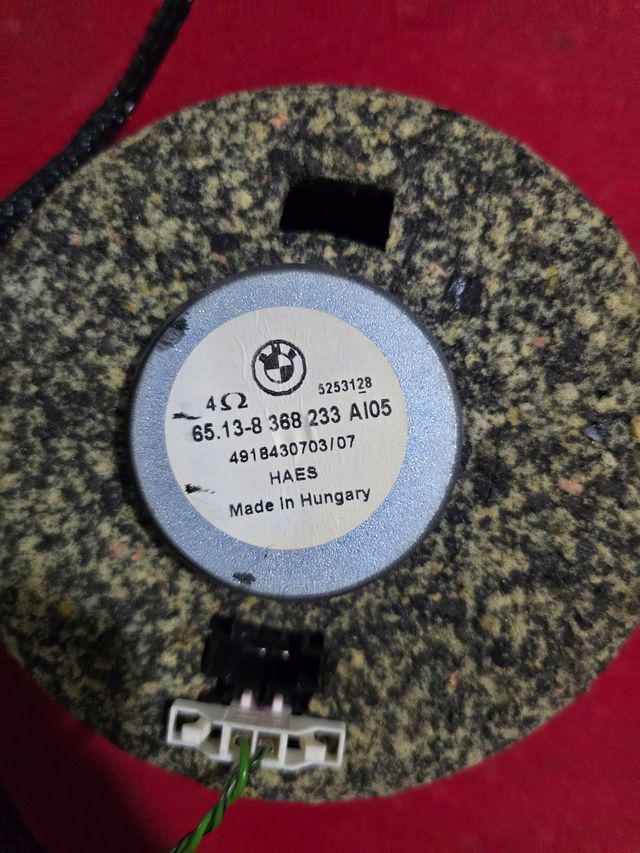 4Ω 5253128
65.13-8 368 233 AI05
4918430703/07
HAES
Made in Hungary